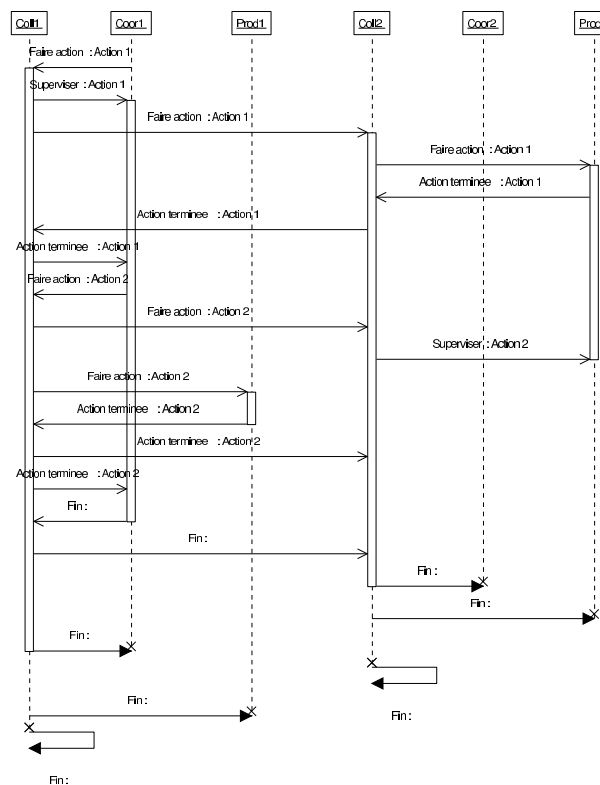 Coll1 Coor1 Prod1 Coll2 Coor2 Prod
Faire action : Action 1
Superviser : Action 1
Faire action : Action 1
Faire action : Action 1
Action terminee : Action 1
Action terminee : Action 1
Action terminee : Action 1
Faire action : Action 2
Faire action : Action 2
Superviser : Action 2
Faire action : Action 2
Action terminee : Action 2
Action terminee : Action 2
Action terminee : Action 2
Fin :
Fin :
Fin :
Fin :
Fin :
Fin :
Fin :
Fin :